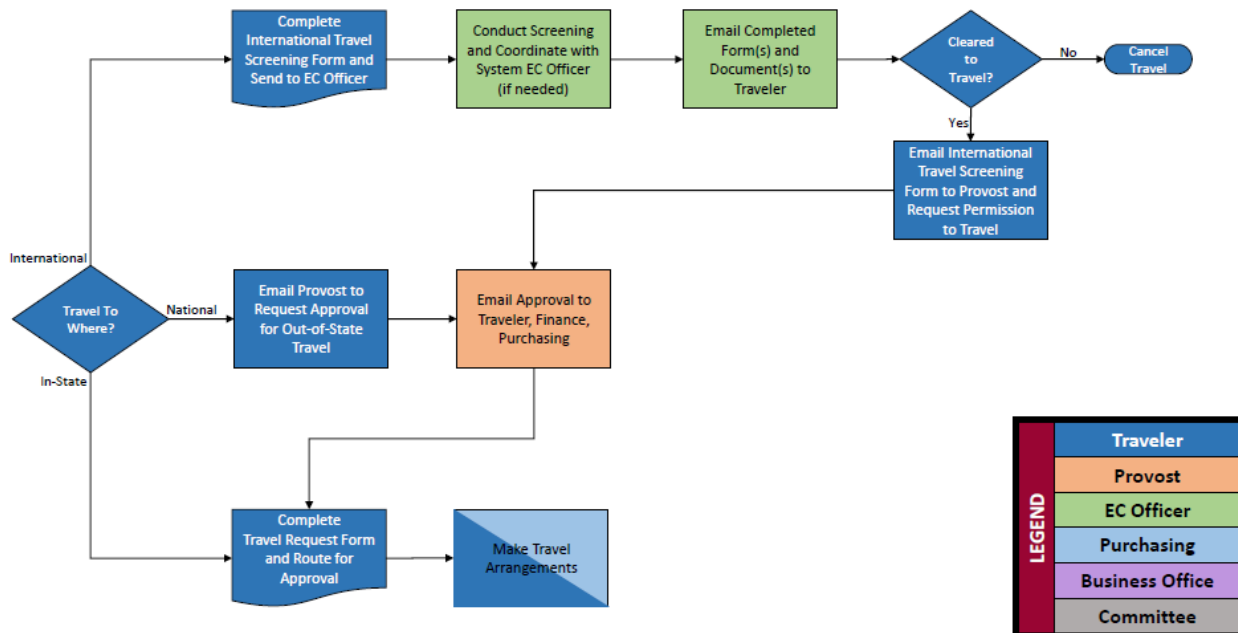 Complete
International Travel
Screening Form and
Send to EC Officer
Conduct Screening
and Coordinate with
System EC Officer
(if needed)
Email Completed
Form(s) and
Document(s) to
Traveler
Cleared
to
Travel?
No
Cancel
Travel
Yes
Email International
Travel Screening
Form to Provost and
Request Permission
to Travel
International
Travel To
Where?
National
Email Provost to
Request Approval
for Out-of-State
Travel
Email Approval to
Traveler, Finance,
Purchasing
In-State
Complete
Travel Request Form
and Route for
Approval
Make Travel
Arrangements
LEGEND
Traveler
Provost
EC Officer
Purchasing
Business Office
Committee